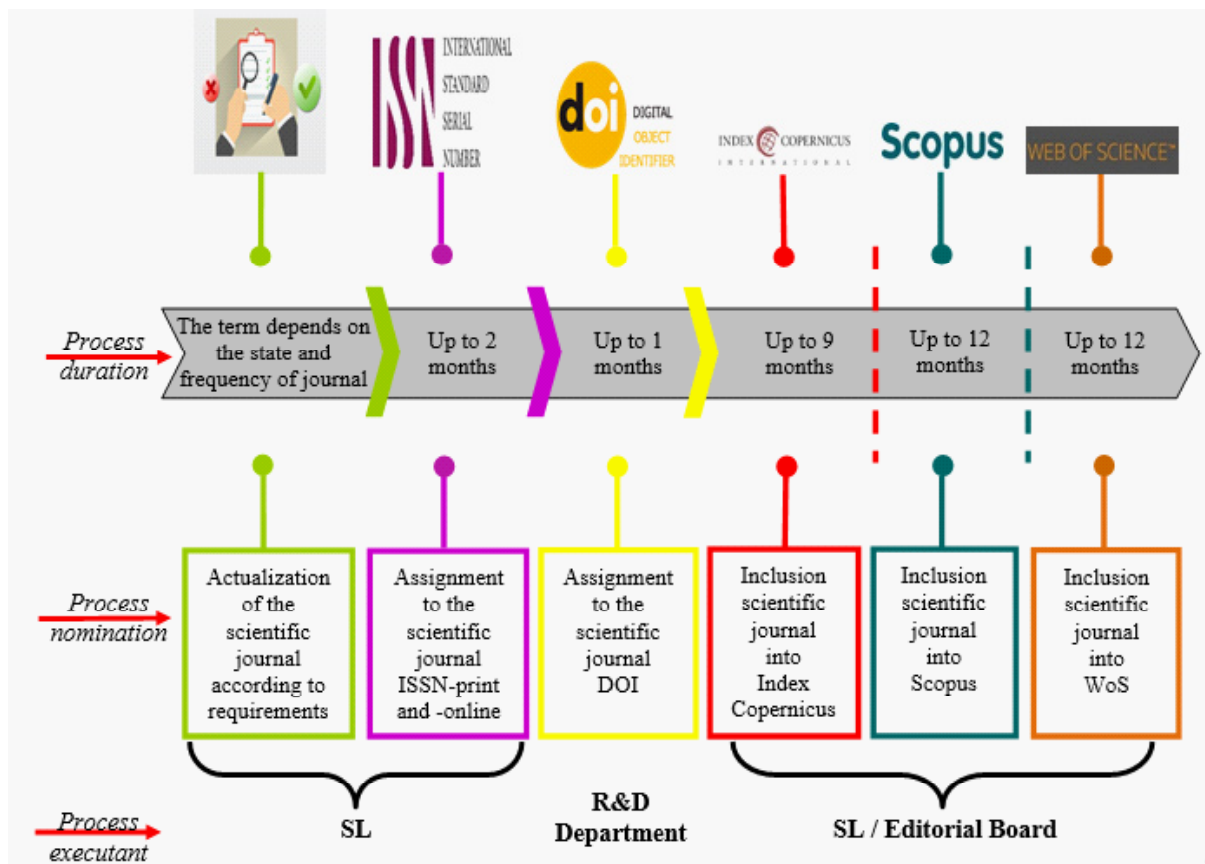 INTERNATIONAL
STANDARD
SERIAL
NUMBER
ISSN
doi
DIGITAL
OBJECT
IDENTIFIER
INDEX COPERNICUS
INTERNATIONAL
Scopus
WEB OF SCIENCE™
Process
duration
The term depends on
the state and
frequency of journal
Up to 2
months
Up to 1
months
Up to 9
months
Up to 12
months
Up to 12
months
Process
nomination
Actualization
of the
scientific
journal
according to
requirements
Assignment
to the
scientific
journal
ISSN-print
and -online
Assignment
to the
scientific
journal
DOI
Inclusion
scientific
journal
into
Index
Copernicus
Inclusion
scientific
journal
into
Scopus
Inclusion
scientific
journal
into
WoS
Process
executant
SL
R&D
Department
SL / Editorial Board